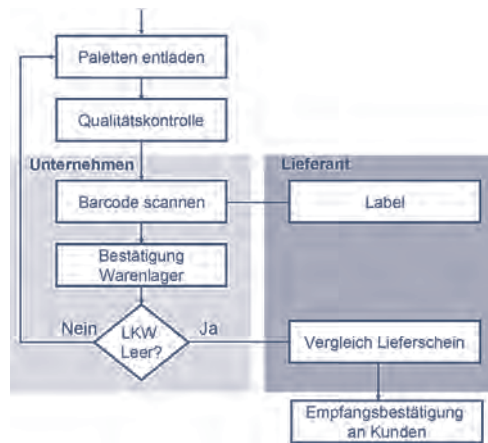 Paletten entladen
Qualitätskontrolle
Unternehmen
Lieferant
Barcode scannen
Label
Bestätigung
Warenlager
Nein
LKW
Leer?
Ja
Vergleich Lieferschein
Empfangsbestätigung
an Kunden